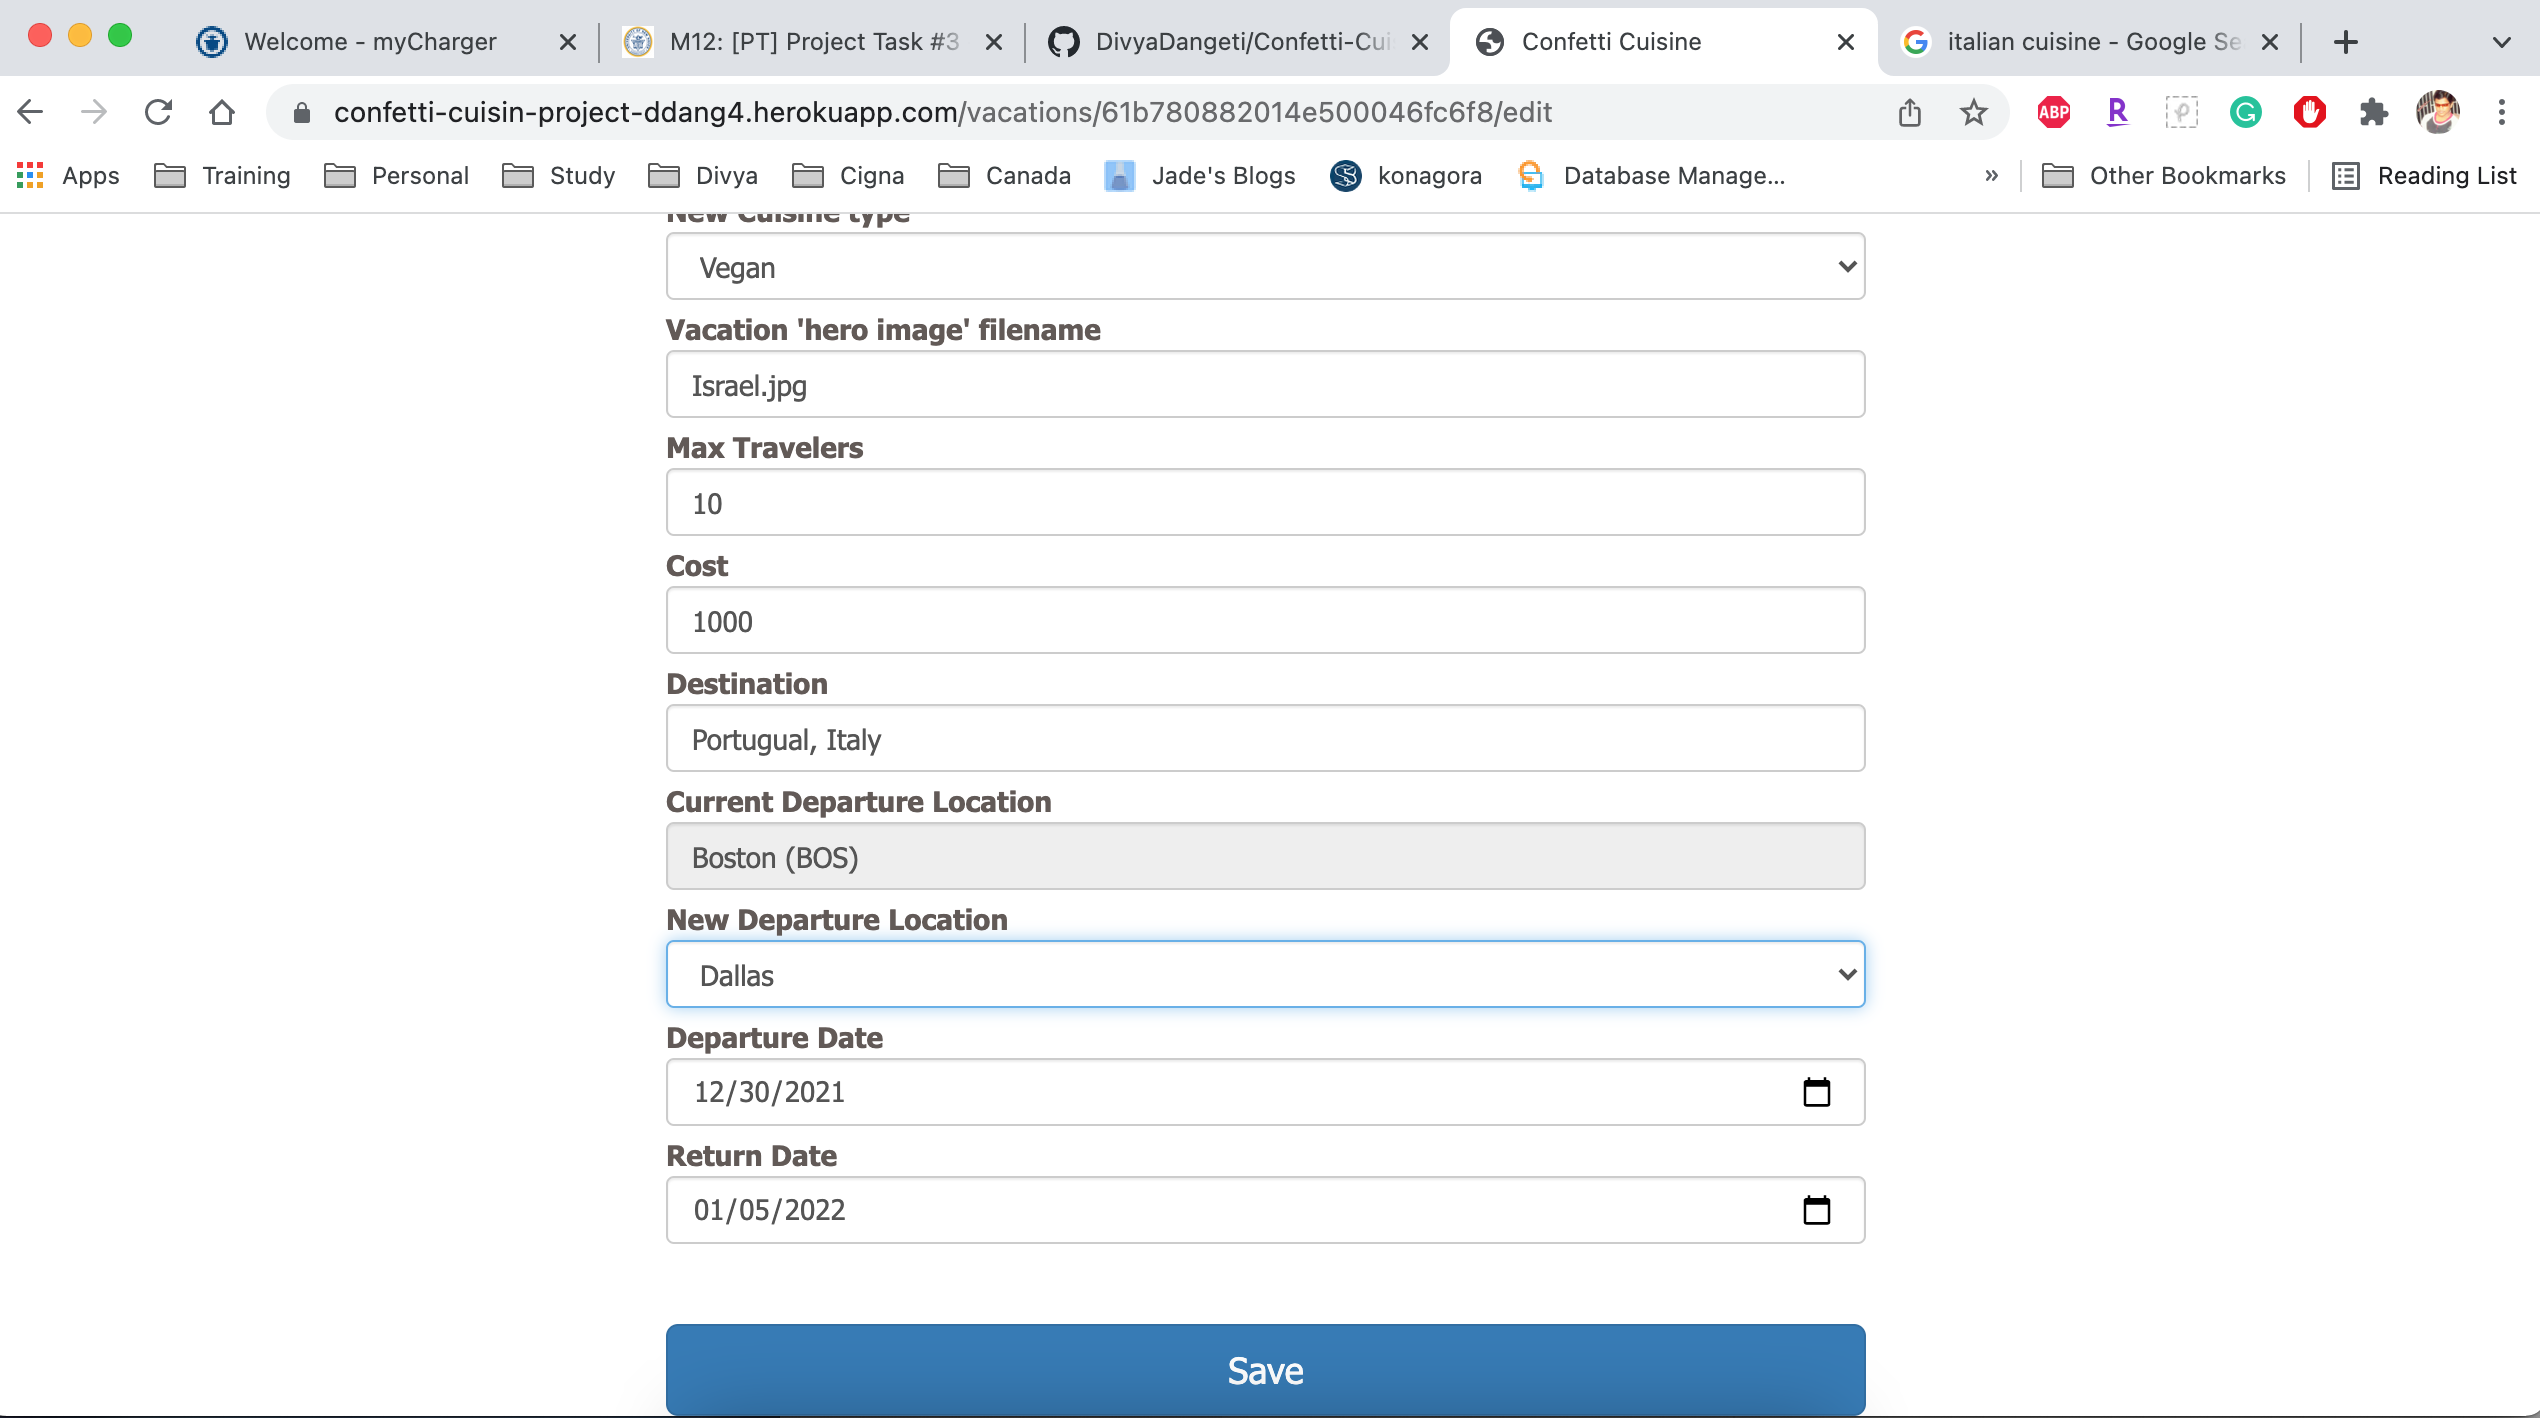 Welcome - myCharger
M12: [PT] Project Task #3
DivyaDangeti/Confetti-Cui
Confetti Cuisine
italian cuisine - Google Se
confetti-cuisin-project-ddang4.herokuapp.com/vacations/61b780882014e500046fc6f8/edit
ABP
R
Apps
Training
Personal
Study
Divya
Cigna
Canada
Jade's Blogs
konagora
Database Manage...
»
Other Bookmarks
Reading List
New Cuisine type
Vegan
Vacation 'hero image' filename
Israel.jpg
Max Travelers
10
Cost
1000
Destination
Portugual, Italy
Current Departure Location
Boston (BOS)
New Departure Location
Dallas
Departure Date
12/30/2021
Return Date
01/05/2022
Save